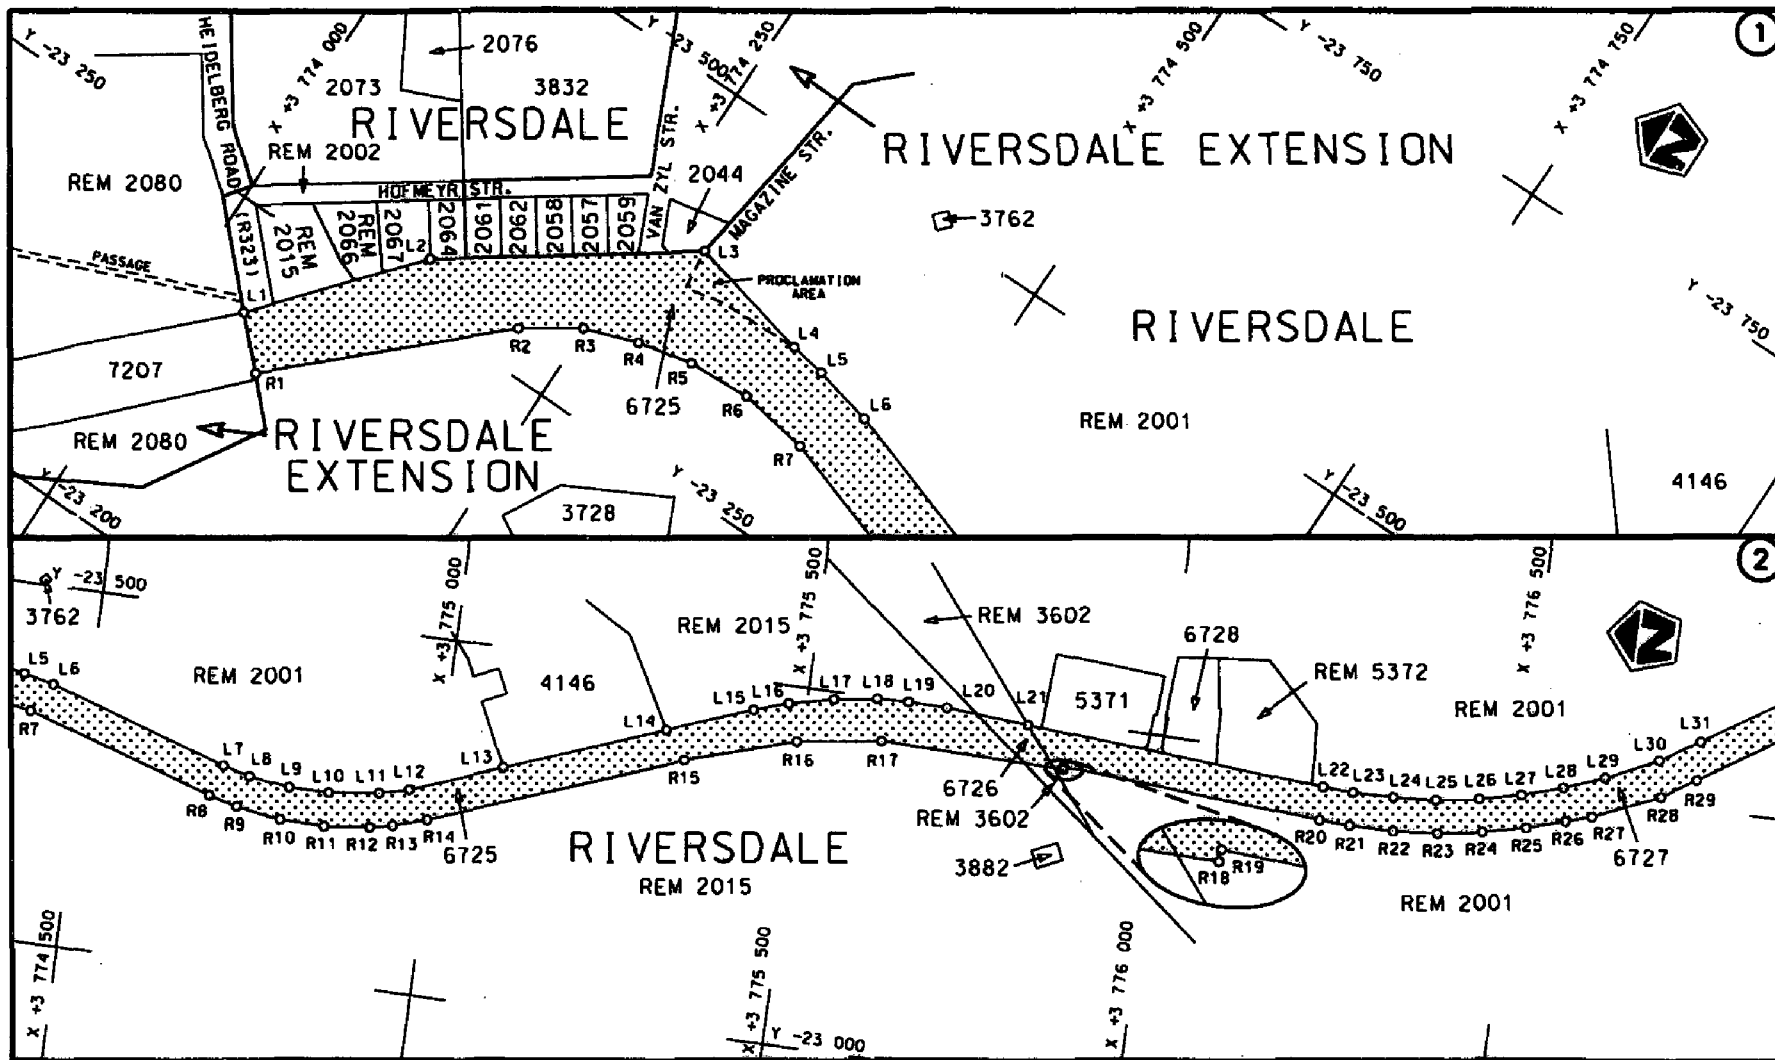 1
HEIDELBERG ROAD
(R323)
Y -23 250
X +3 774 000
2076
2073
3832
RIVERSDALE
REM 2002
REM 2080
HOFMEYR STR.
VAN ZYL STR.
Y -23 500
X +3 774 250
MAGAZINE STR.
2044
RIVERSDALE EXTENSION
X +3 774 500
Y -23 750
X +3 774 750
3762
REM 2015
REM 2066
2067
2064
2061
2062
2058
2057
2059
PASSAGE
L1
L2
L3
PROCLAMATION AREA
L4
L5
L6
RIVERSDALE
Y -23 750
7207
R1
R2
R3
R4
R5
R6
R7
6725
REM 2001
REM 2080
RIVERSDALE
EXTENSION
Y -23 200
3728
Y -23 250
Y -23 500
4146
2
Y -23 500
3762
X +3 775 000
X +3 775 500
X +3 776 500
REM 2001
4146
REM 2015
REM 3602
6728
REM 5372
5371
REM 2001
L5
L6
L7
L8
L9
L10
L11
L12
L13
L14
L15
L16
L17
L18
L19
L20
L21
L22
L23
L24
L25
L26
L27
L28
L29
L30
L31
R7
R8
R9
R10
R11
R12
R13
R14
R15
R16
R17
R18
R19
R20
R21
R22
R23
R24
R25
R26
R27
R28
R29
6725
6726
REM 3602
6727
RIVERSDALE
REM 2015
3882
REM 2001
X +3 774 500
X +3 775 500
Y -23 000
X +3 776 000